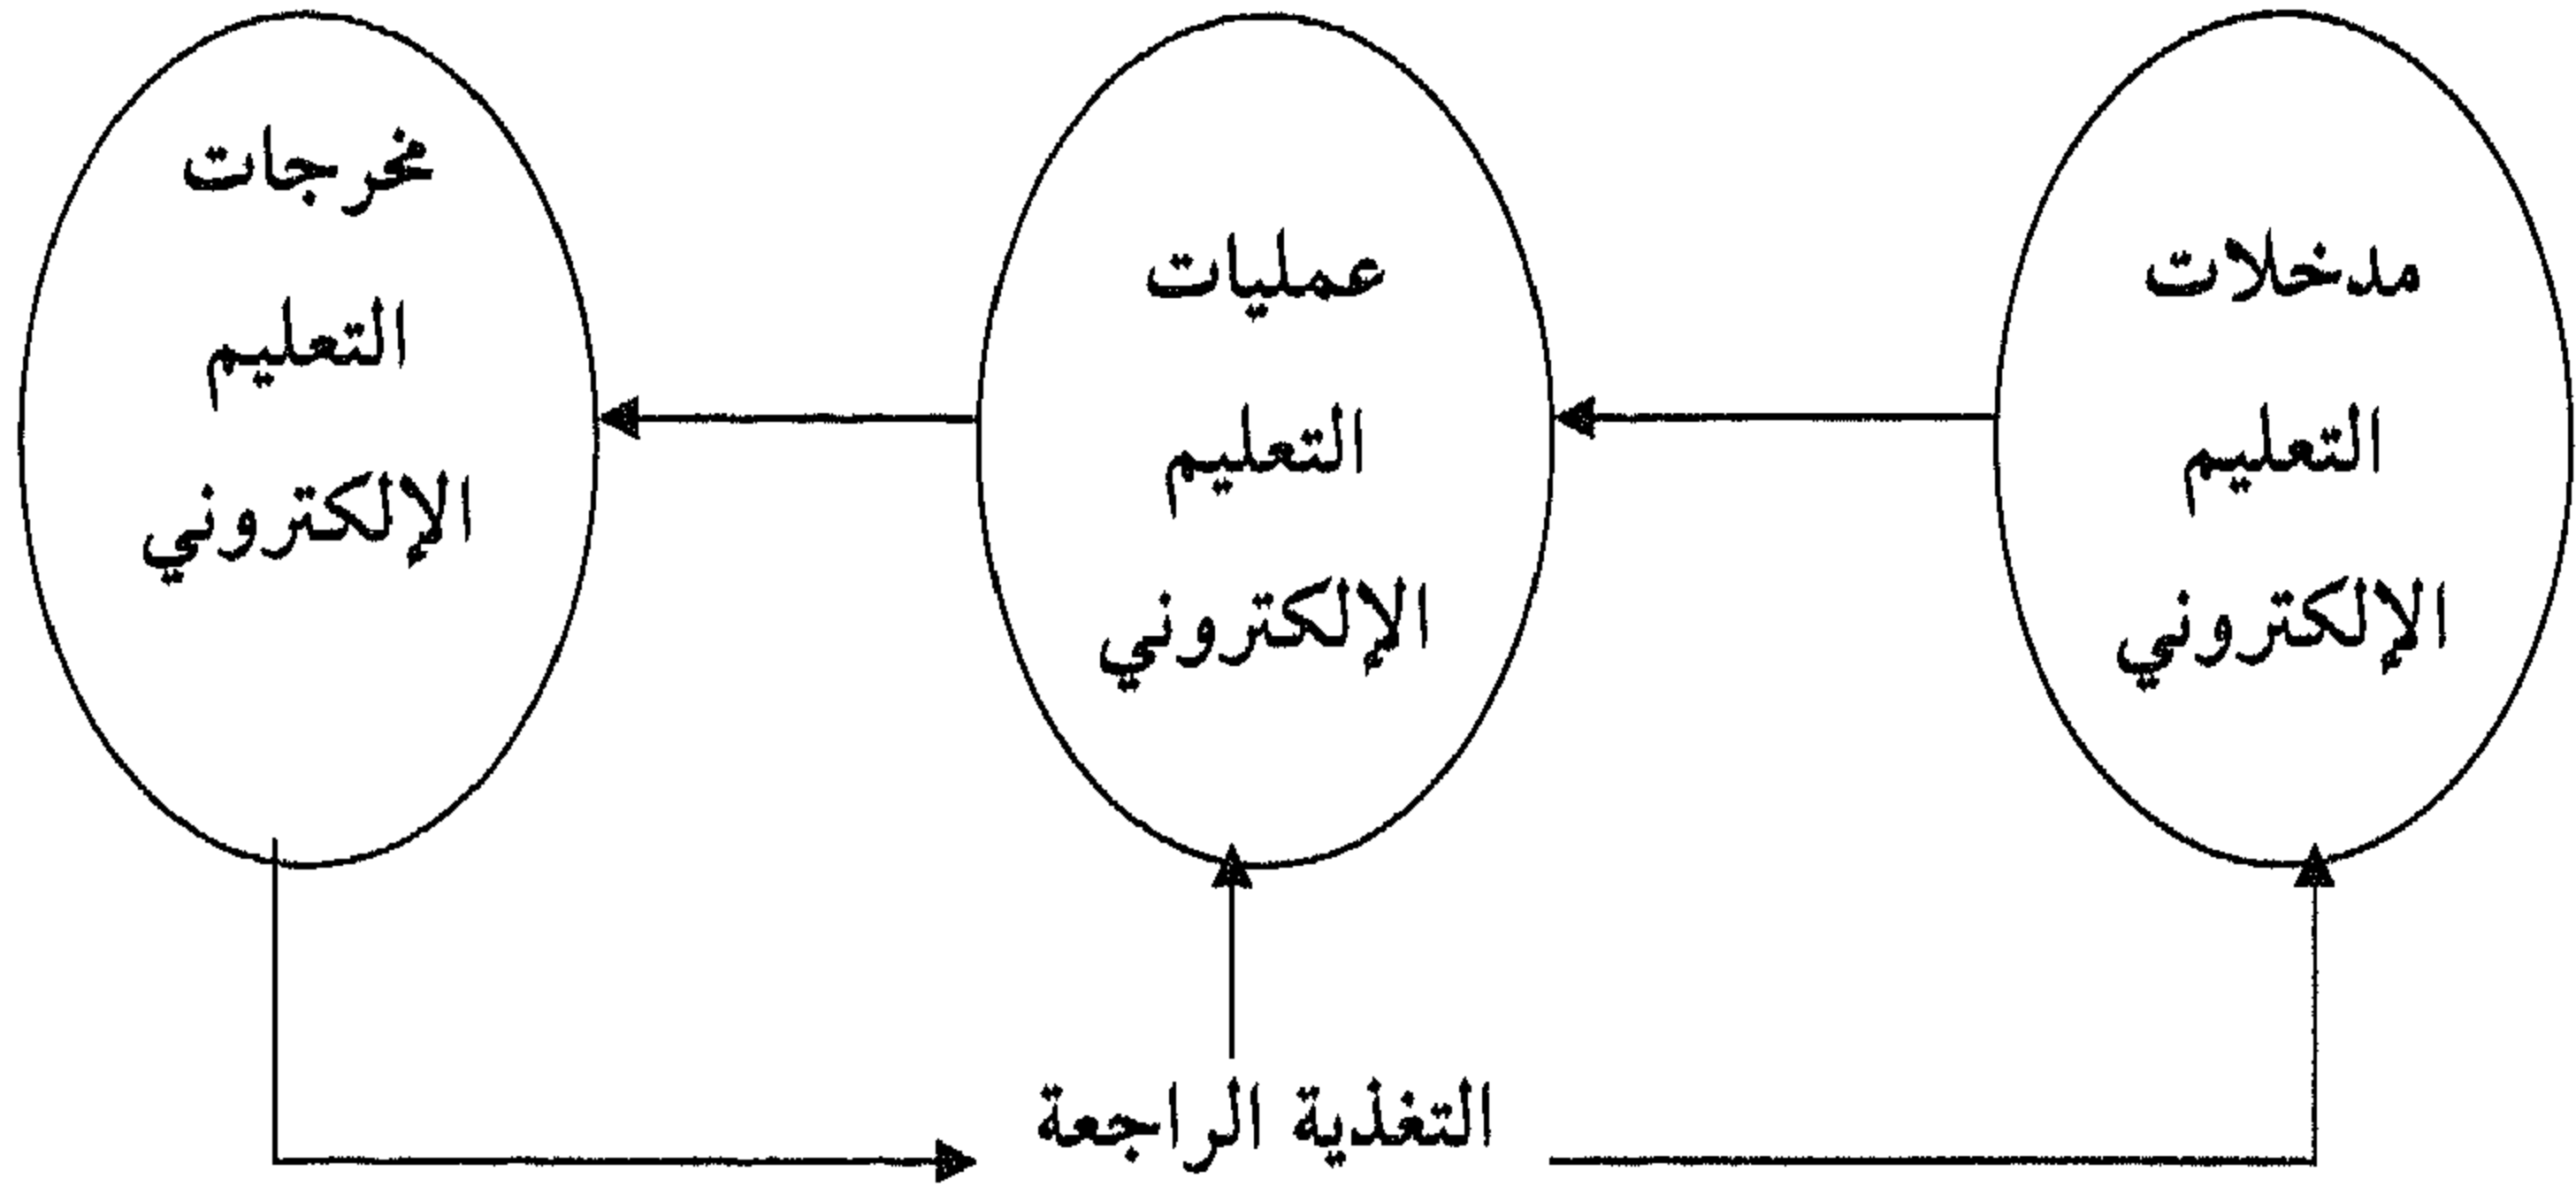 مدخلات
التعليم
الإلكتروني
عمليات
التعليم
الإلكتروني
مخرجات
التعليم
الإلكتروني
التغذية الراجعة